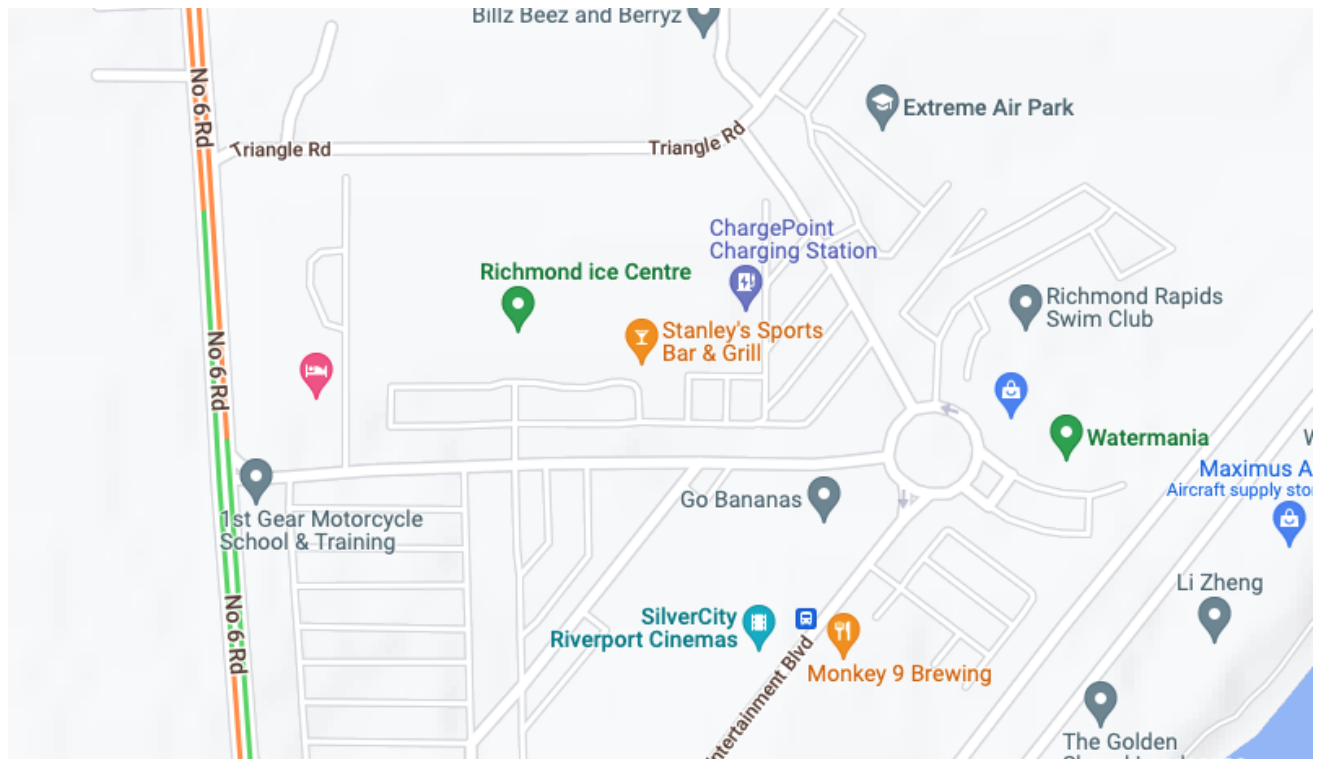 Billz Beez and Berryz
No.6.Rd
Extreme Air Park
Triangle Rd
Triangle Rd
ChargePoint
Charging Station
Richmond ice Centre
Richmond Rapids
Swim Club
Stanley's Sports
Bar & Grill
No.6.Rd
Watermania
Maximus A
Aircraft supply sto
Go Bananas
1st Gear Motorcycle
School & Training
Li Zheng
No.6.Rd
SilverCity
Riverport Cinemas
Monkey 9 Brewing
ntertainment Blvd
The Golden